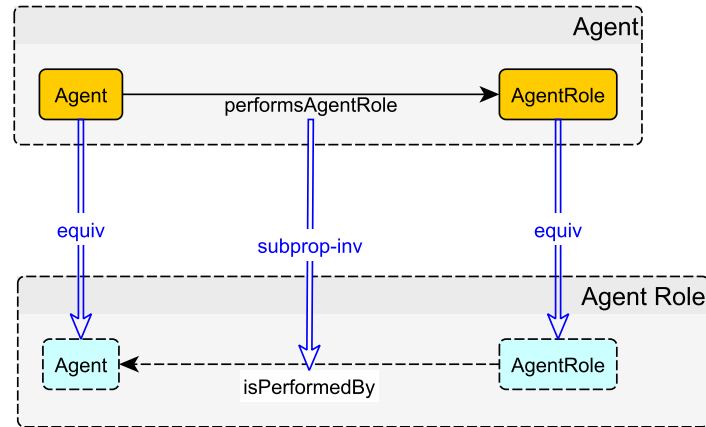 Agent
Agent
AgentRole
performsAgentRole
equiv
subprop-inv
equiv
Agent Role
Agent
AgentRole
isPerformedBy